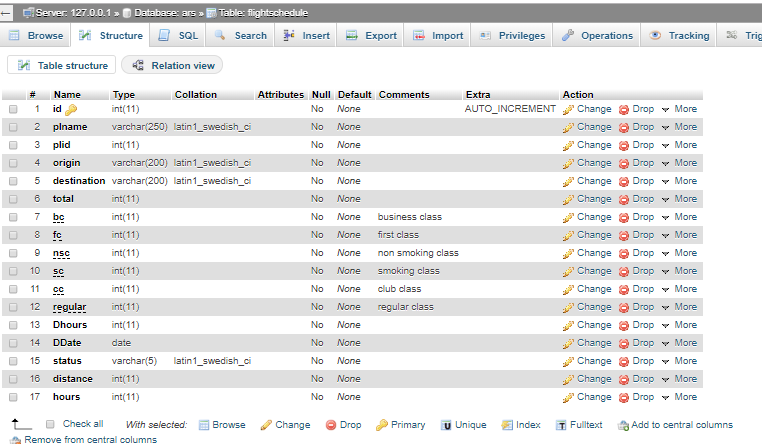 Server: 127.0.0.1 » Database: ars » Table: flightschedule
Browse Structure SQL Search Insert Export Import Privileges Operations Tracking Trig
Table structure Relation view
# Name Type Collation Attributes Null Default Comments Extra Action
1 id int(11) No None AUTO_INCREMENT Change Drop More
2 plname varchar(250) latin1_swedish_ci No None Change Drop More
3 plid int(11) No None Change Drop More
4 origin varchar(200) latin1_swedish_ci No None Change Drop More
5 destination varchar(200) latin1_swedish_ci No None Change Drop More
6 total int(11) No None Change Drop More
7 bc int(11) No None business class Change Drop More
8 fc int(11) No None first class Change Drop More
9 nsc int(11) No None non smoking class Change Drop More
10 sc int(11) No None smoking class Change Drop More
11 cc int(11) No None club class Change Drop More
12 regular int(11) No None regular class Change Drop More
13 Dhours int(11) No None Change Drop More
14 DDate date No None Change Drop More
15 status varchar(5) latin1_swedish_ci No None Change Drop More
16 distance int(11) No None Change Drop More
17 hours int(11) No None Change Drop More
Check all With selected: Browse Change Drop Primary Unique Index Fulltext Add to central columns
Remove from central columns